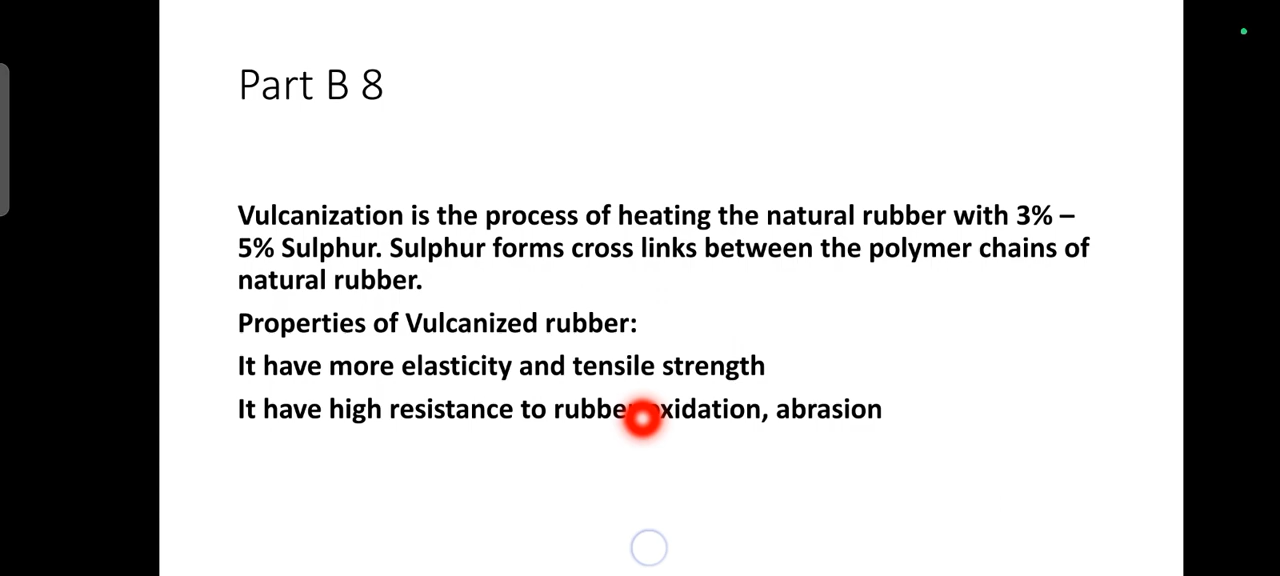 Part B 8
Vulcanization is the process of heating the natural rubber with 3% –
5% Sulphur. Sulphur forms cross links between the polymer chains of
natural rubber.
Properties of Vulcanized rubber:
It have more elasticity and tensile strength
It have high resistance to rubber oxidation, abrasion